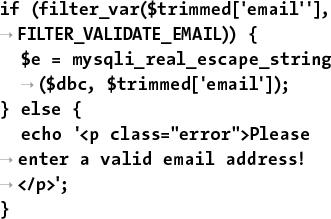 if (filter_var($trimmed['email''],
→ FILTER_VALIDATE_EMAIL)) {
$e = mysqli_real_escape_string
→ ($dbc, $trimmed['email']);
} else {
echo '<p class="error">Please
→ enter a valid email address!
→ </p>';
}